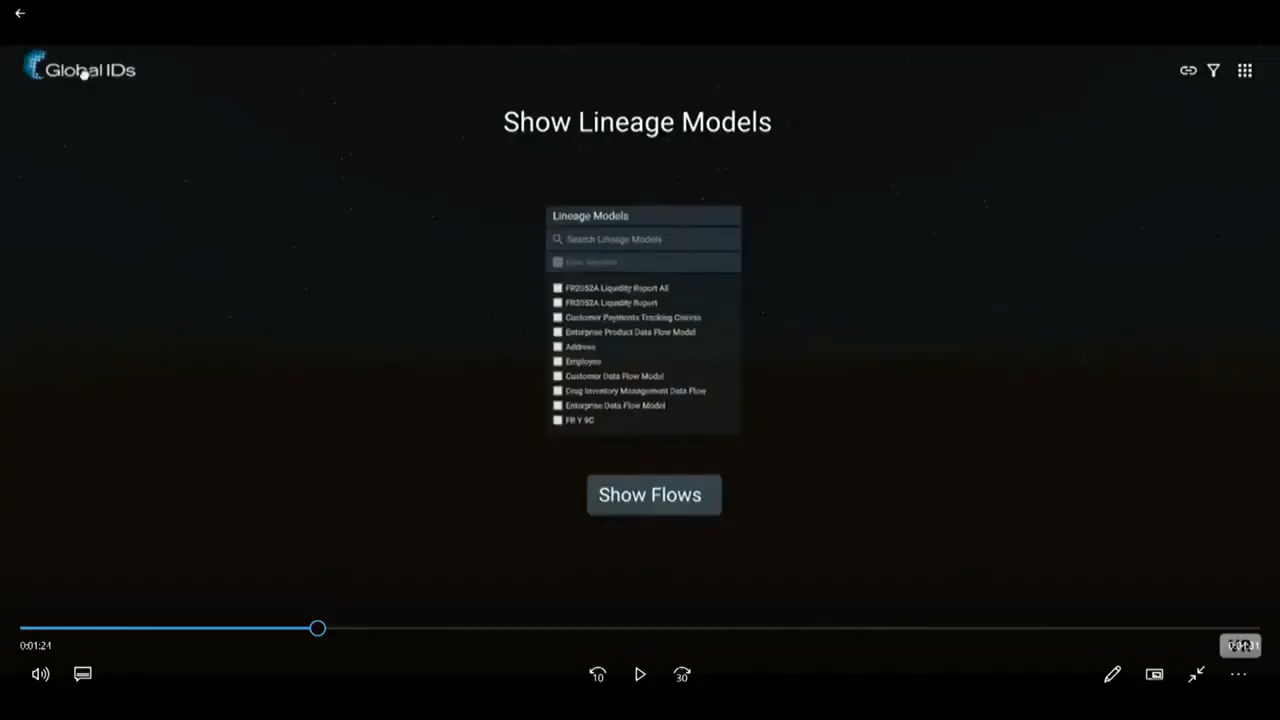 Global IDs
Show Lineage Models
Lineage Models
Search Lineage Models
FR2052A Liquidity Report All
FR2052A Liquidity Report
Customer Payments Tracking Canvas
Enterprise Product Data Flow Model
Address
Employee
Customer Data Flow Model
Drug Inventory Management Data Flow
Enterprise Data Flow Model
FR Y 9C
Show Flows
0:01:24
VR
10
30